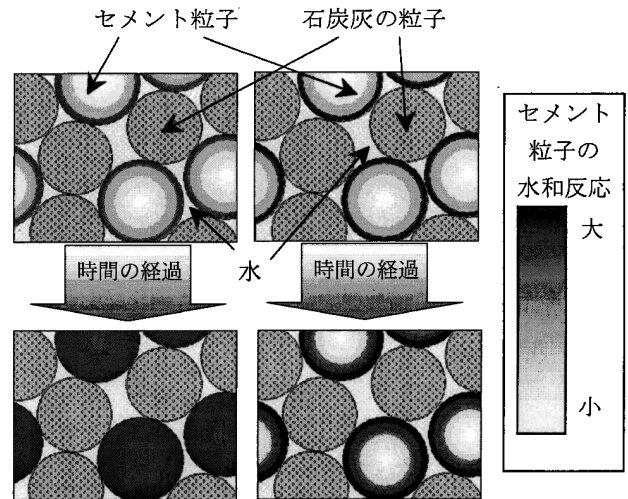 セメント粒子
石炭灰の粒子
時間の経過
水
時間の経過
セメント
粒子の
水和反応
大
小